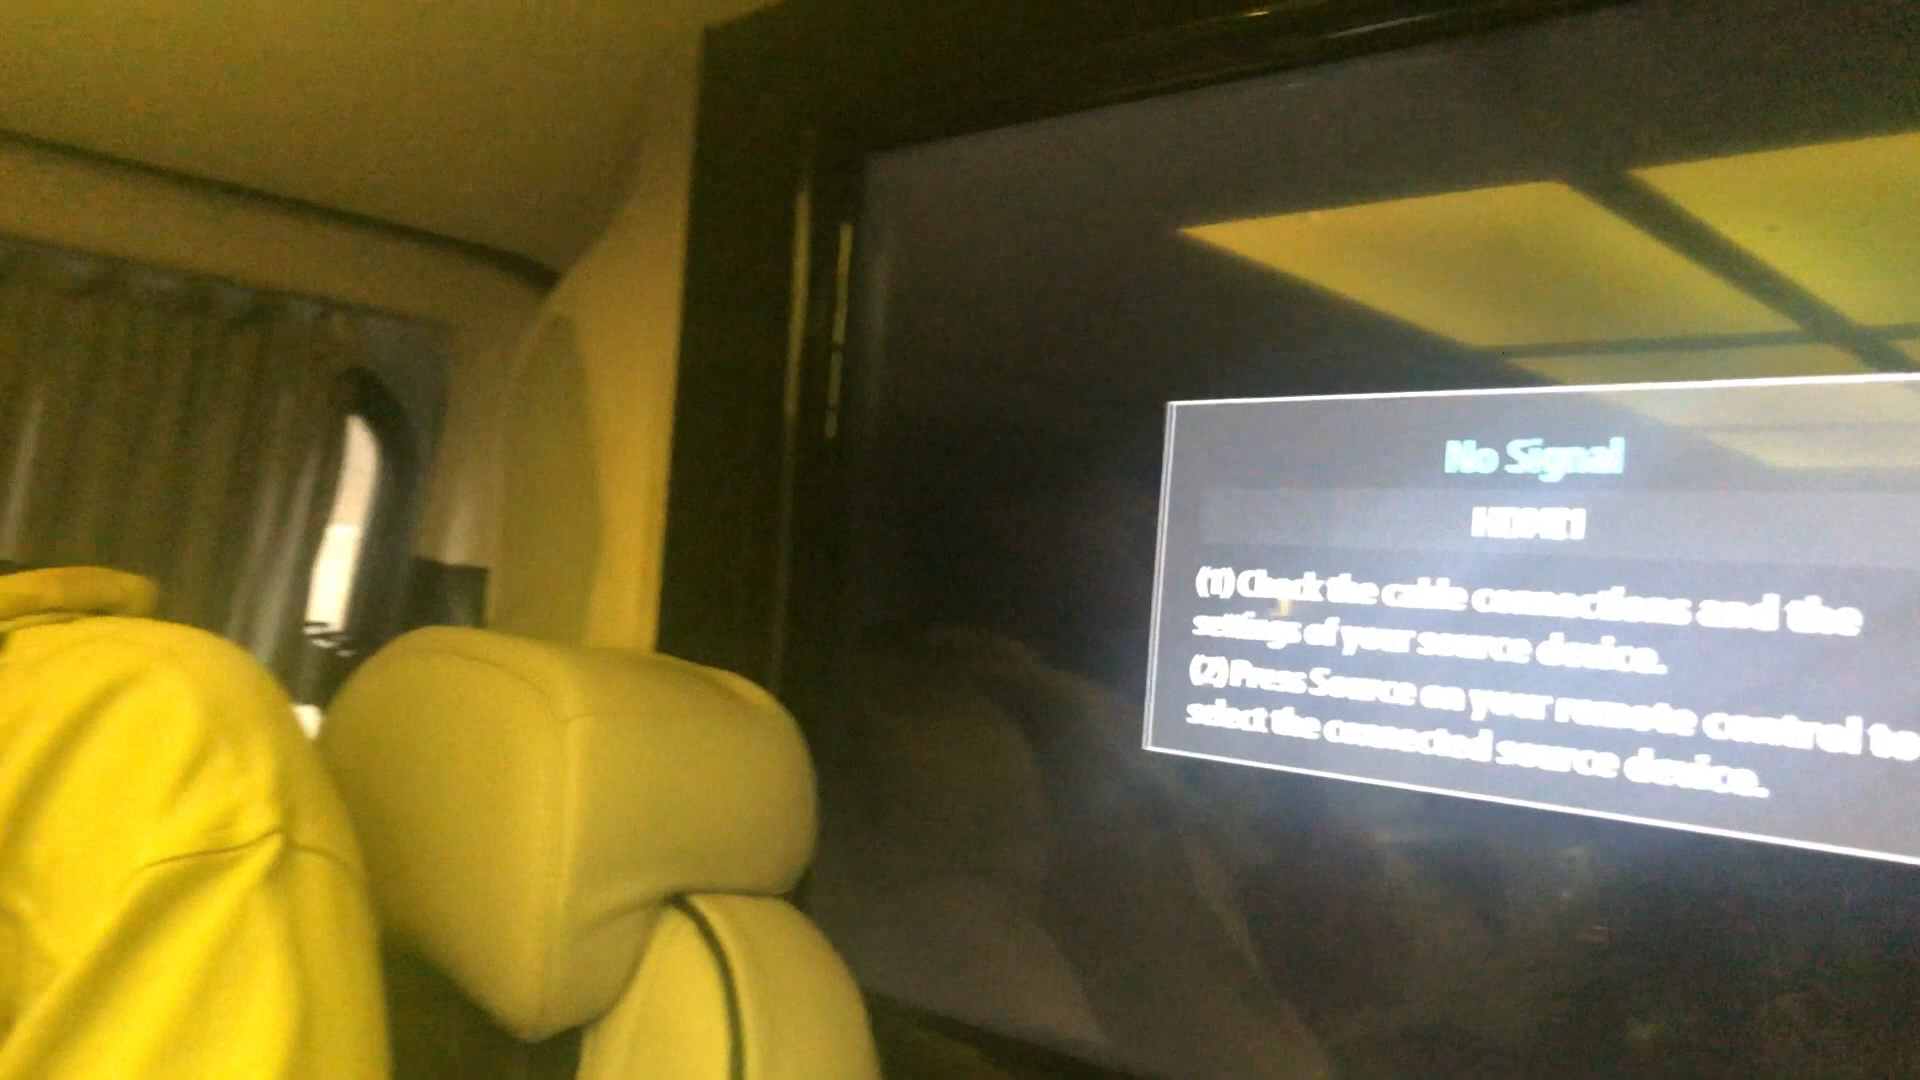 No Signal
HDMI1
(1) Check the cable connections and the
settings of your source device.
(2) Press Source on your remote control to
select the connected source device.